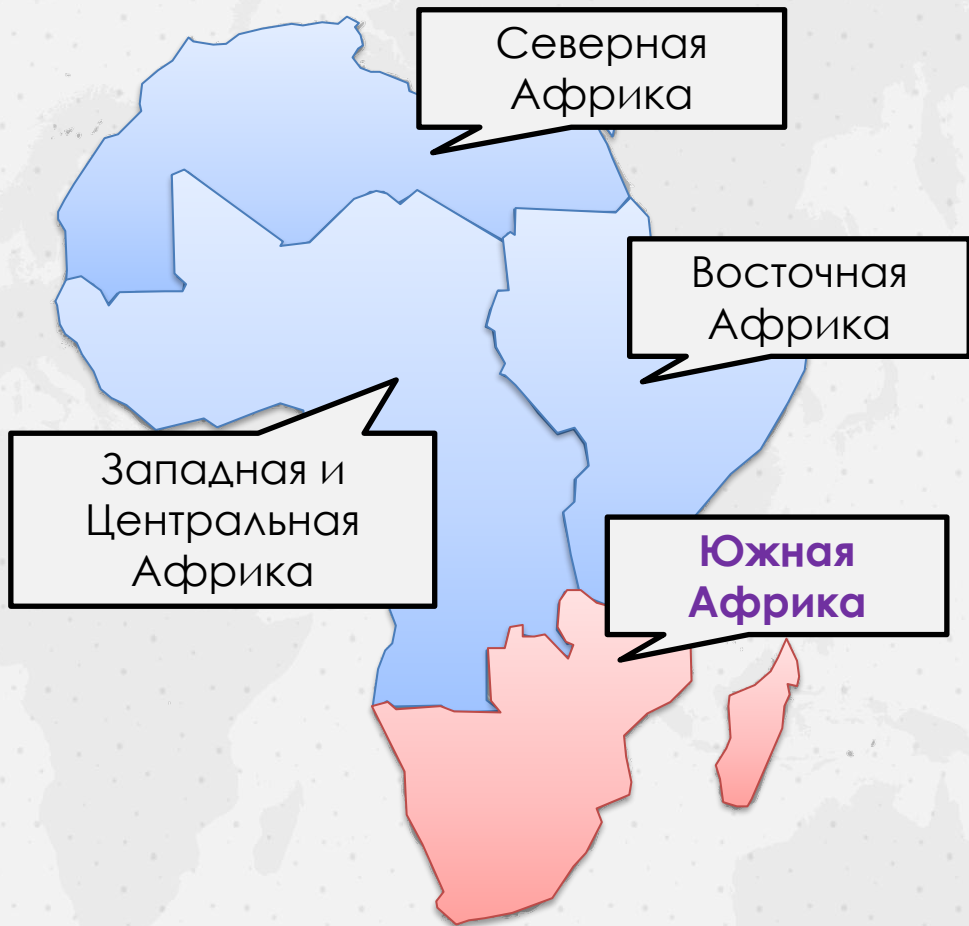 Северная
Африка
Восточная
Африка
Западная и
Центральная
Африка
Южная
Африка